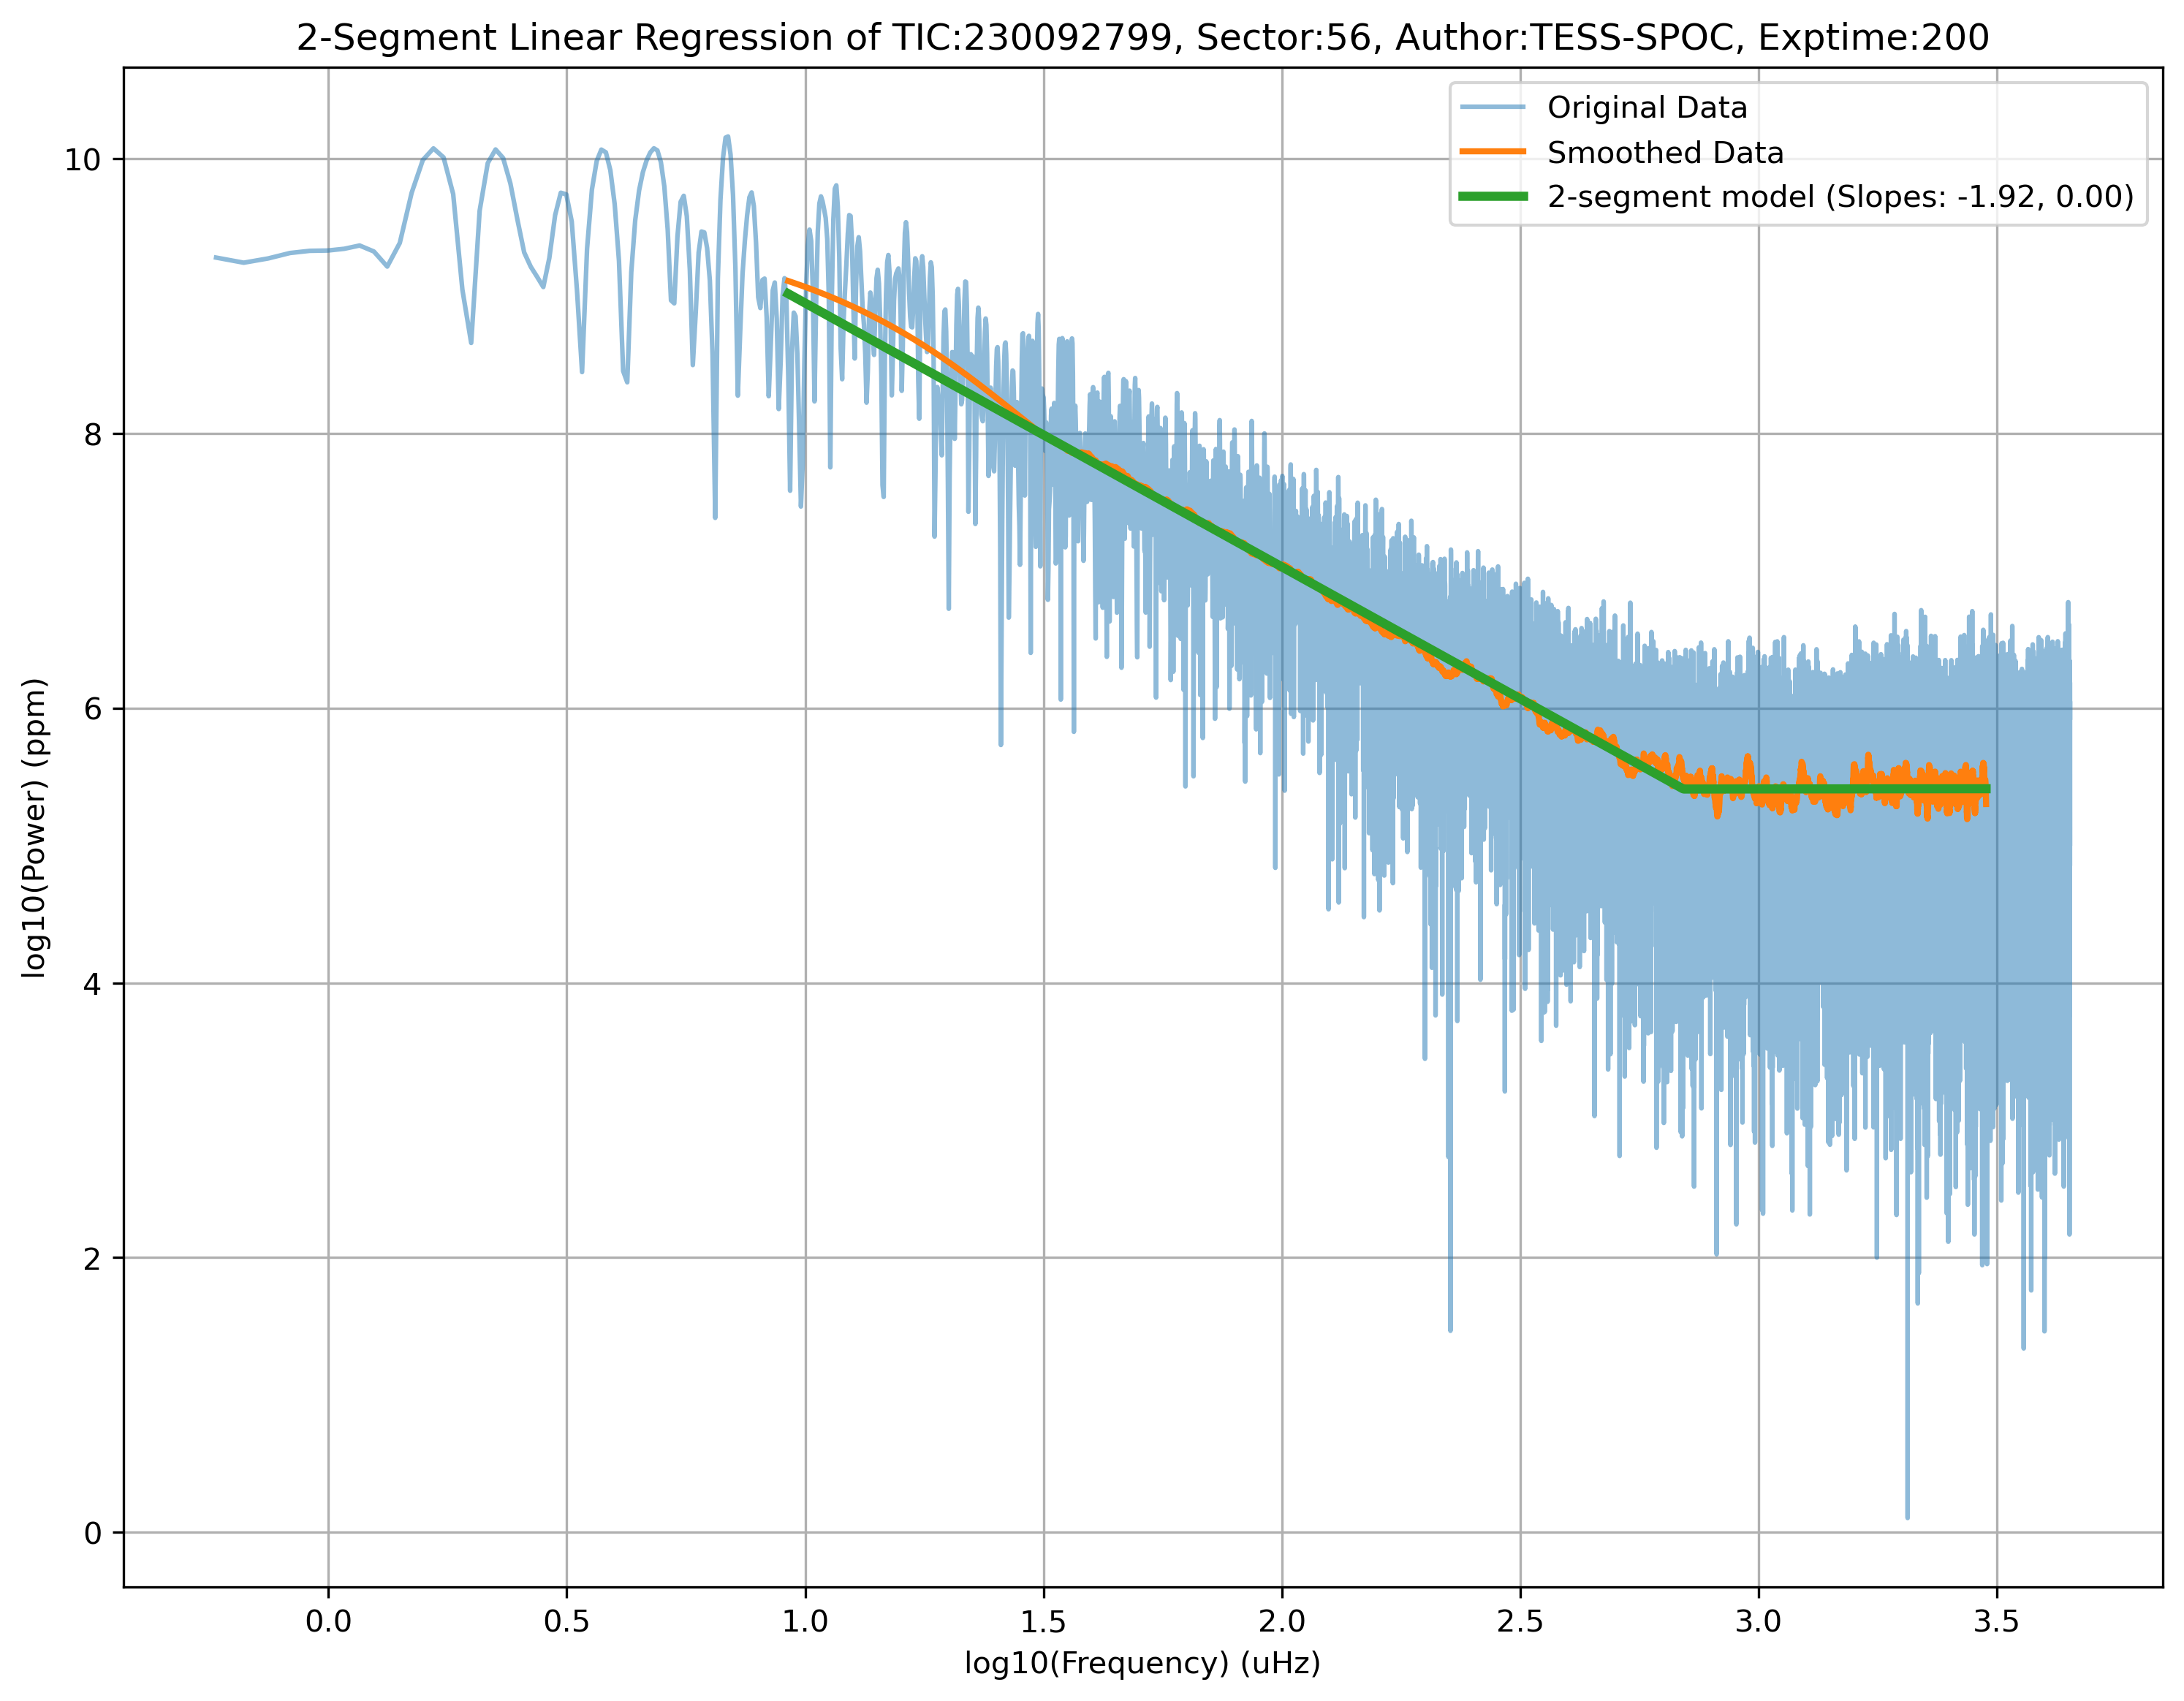 2-Segment Linear Regression of TIC:230092799, Sector:56, Author:TESS-SPOC, Exptime:200
Original Data
Smoothed Data
2-segment model (Slopes: -1.92, 0.00)
log10(Power) (ppm)
10
8
6
4
2
0
0.0 0.5 1.0 1.5 2.0 2.5 3.0 3.5
log10(Frequency) (uHz)